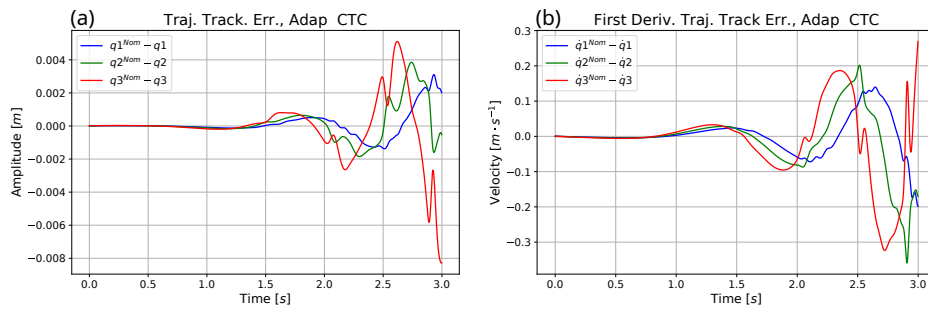 (a)
Traj. Track. Err., Adap CTC
q1^Nom − q1
q2^Nom − q2
q3^Nom − q3
0.004
0.002
0.000
−0.002
−0.004
−0.006
−0.008
Amplitude [m]
0.0 0.5 1.0 1.5 2.0 2.5 3.0
Time [s]
(b)
First Deriv. Traj. Track Err., Adap CTC
q̇1^Nom − q̇1
q̇2^Nom − q̇2
q̇3^Nom − q̇3
0.3
0.2
0.1
0.0
−0.1
−0.2
−0.3
Velocity [m · s⁻¹]
0.0 0.5 1.0 1.5 2.0 2.5 3.0
Time [s]